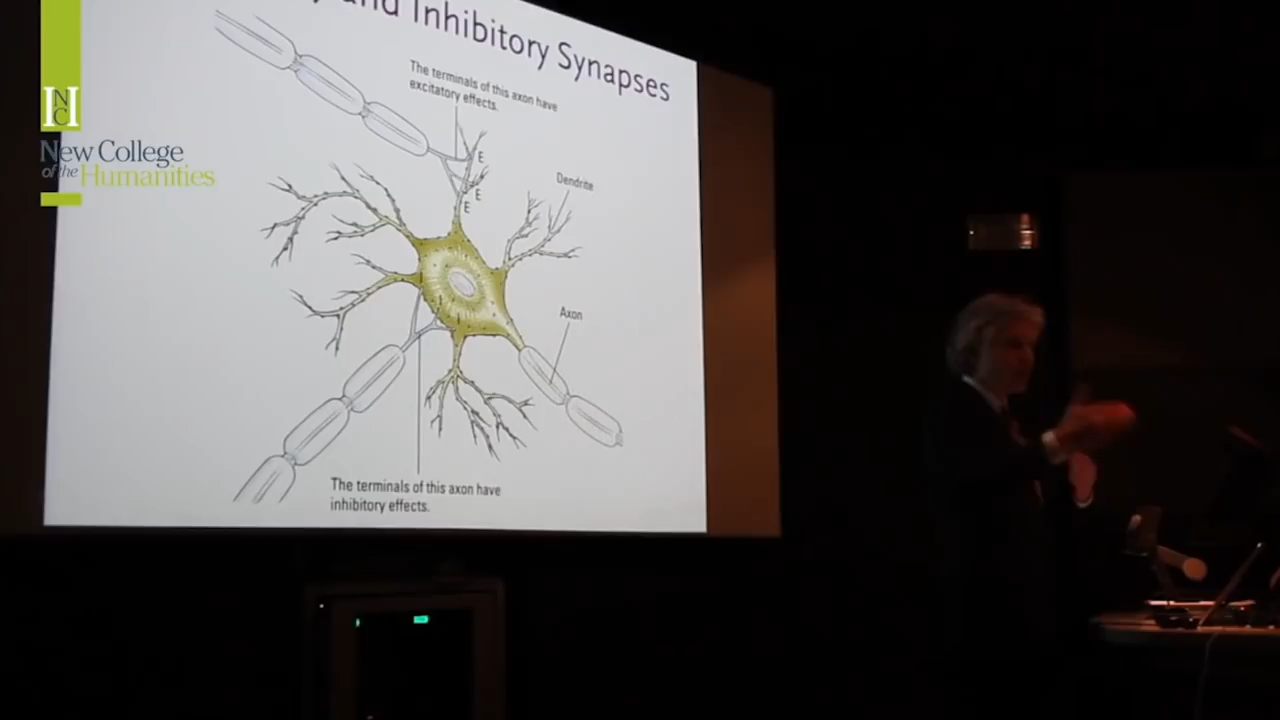 and Inhibitory Synapses
The terminals of this axon have
excitatory effects.
E
E
E
Dendrite
Axon
The terminals of this axon have
inhibitory effects.
NCH
New College
of the Humanities